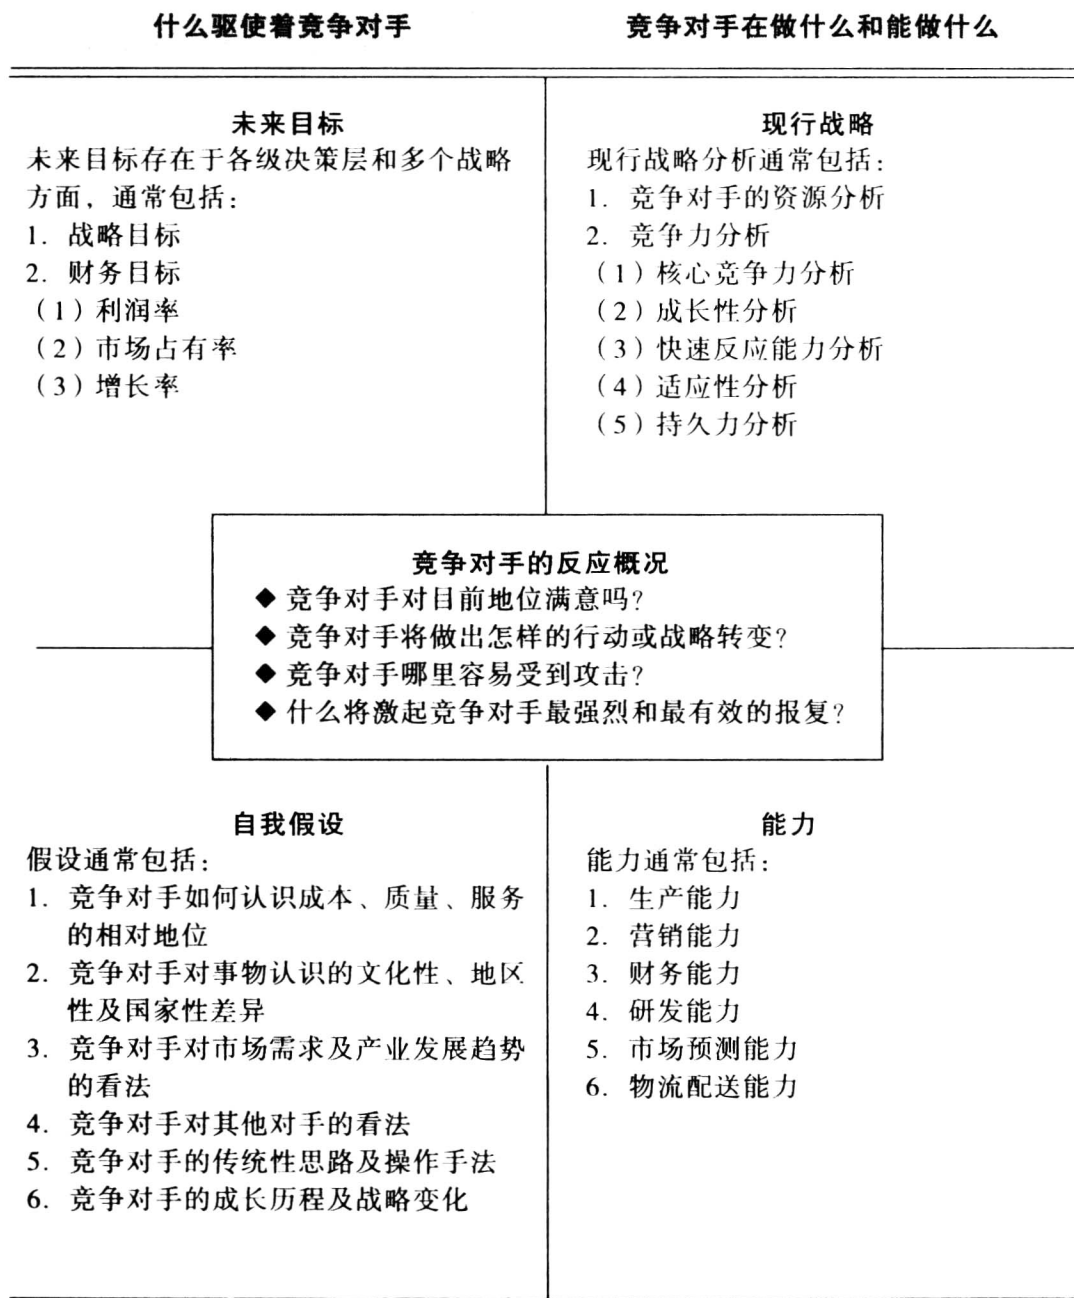 什么驱使着竞争对手
竞争对手在做什么和能做什么
未来目标
未来目标存在于各级决策层和多个战略
方面，通常包括：
1. 战略目标
2. 财务目标
（1）利润率
（2）市场占有率
（3）增长率
现行战略
现行战略分析通常包括：
1. 竞争对手的资源分析
2. 竞争力分析
（1）核心竞争力分析
（2）成长性分析
（3）快速反应能力分析
（4）适应性分析
（5）持久力分析
竞争对手的反应概况
◆ 竞争对手对目前地位满意吗？
◆ 竞争对手将做出怎样的行动或战略转变？
◆ 竞争对手哪里容易受到攻击？
◆ 什么将激起竞争对手最强烈和最有效的报复？
自我假设
假设通常包括：
1. 竞争对手如何认识成本、质量、服务
的相对地位
2. 竞争对手对事物认识的文化性、地区
性及国家性差异
3. 竞争对手对市场需求及产业发展趋势
的看法
4. 竞争对手对其他对手的看法
5. 竞争对手的传统性思路及操作手法
6. 竞争对手的成长历程及战略变化
能力
能力通常包括：
1. 生产能力
2. 营销能力
3. 财务能力
4. 研发能力
5. 市场预测能力
6. 物流配送能力